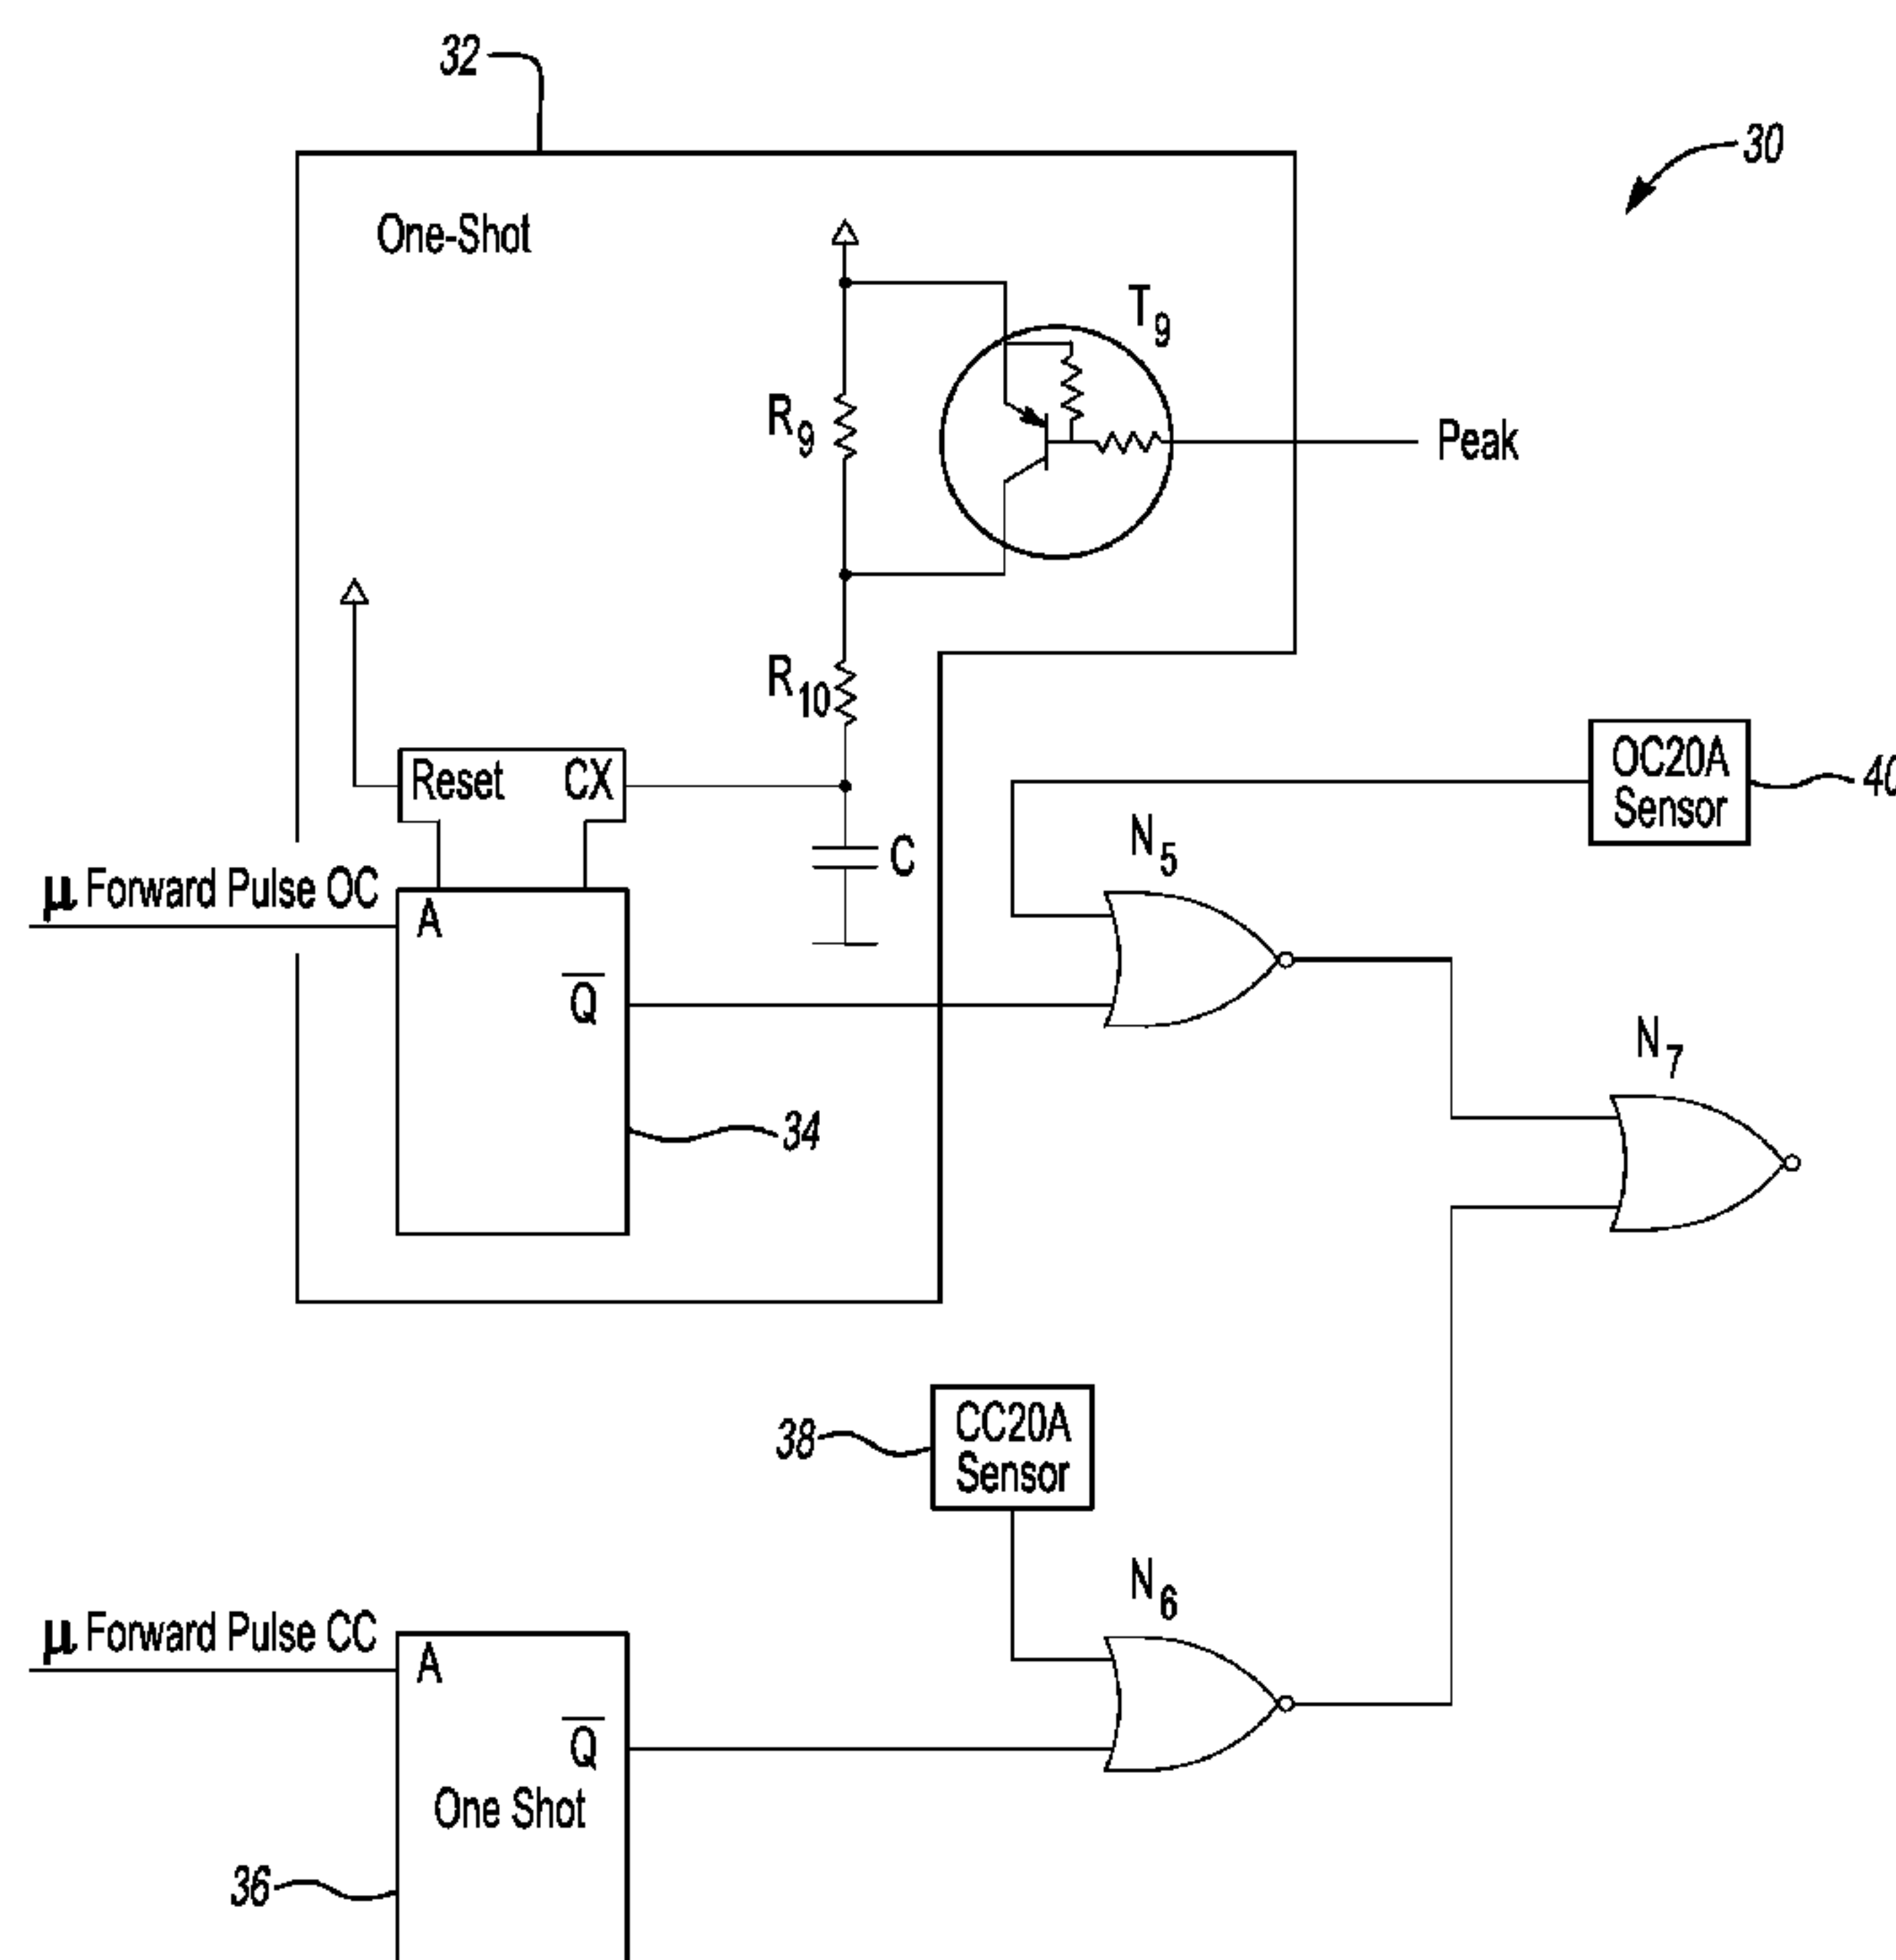 32
30
One-Shot
T9
R9
Peak
R10
Reset CX
OC20A
Sensor
40
N5
C
μ Forward Pulse OC
A
Q̅
N7
34
CC20A
Sensor
38
N6
μ Forward Pulse CC
A
Q̅
One Shot
36